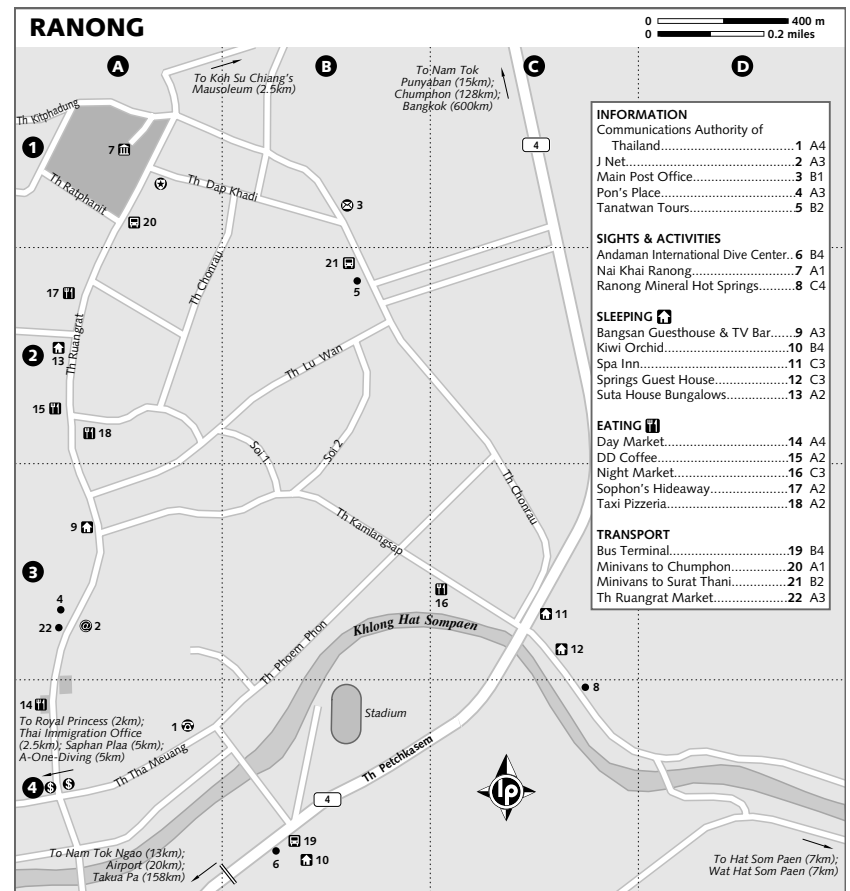 RANONG
0 400 m
0 0.2 miles
A
B
C
D
1
2
3
4
To Koh Su Chiang's
Mausoleum (2.5km)
To Nam Tok
Punyaban (15km);
Chumphon (128km);
Bangkok (600km)
Th Kitphadung
7
Th Ratphanit
Th Dap Khadi
3
20
4
21
5
17
Th Chonrau
Th Ruangrat
13
Th Lu Wan
15
18
Soi 1
Soi 2
Th Chonrau
9
Th Kamlangsap
4
22
@ 2
16
11
12
Khlong Hat Sompaen
Th Phoem Phon
8
14
To Royal Princess (2km);
Thai Immigration Office
(2.5km); Saphan Plaa (5km);
A-One-Diving (5km)
1
Stadium
Th Tha Meuang
Th Petchkasem
$ $
4
lp
19
6
10
To Nam Tok Ngao (13km);
Airport (20km);
Takua Pa (158km)
To Hat Som Paen (7km);
Wat Hat Som Paen (7km)
INFORMATION
Communications Authority of
Thailand..............................1 A4
J Net......................................2 A3
Main Post Office.....................3 B1
Pon's Place.............................4 A3
Tanatwan Tours......................5 B2
SIGHTS & ACTIVITIES
Andaman International Dive Center..6 B4
Nai Khai Ranong.....................7 A1
Ranong Mineral Hot Springs.........8 C4
SLEEPING
Bangsan Guesthouse & TV Bar.......9 A3
Kiwi Orchid...........................10 B4
Spa Inn.................................11 C3
Springs Guest House................12 C3
Suta House Bungalows..............13 A2
EATING
Day Market............................14 A4
DD Coffee..............................15 A2
Night Market..........................16 C3
Sophon's Hideaway..................17 A2
Taxi Pizzeria...........................18 A2
TRANSPORT
Bus Terminal...........................19 B4
Minivans to Chumphon.............20 A1
Minivans to Surat Thani............21 B2
Th Ruangrat Market.................22 A3